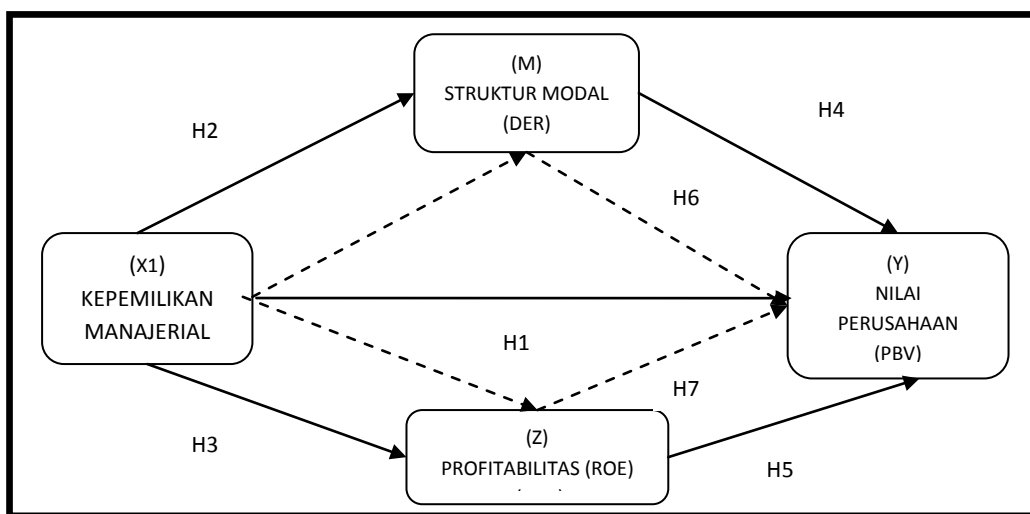 (M)
STRUKTUR MODAL
(DER)
H2
H4
H6
(X1)
KEPEMILIKAN
MANAJERIAL
(Y)
NILAI
PERUSAHAAN
(PBV)
H1
H7
H3
(Z)
PROFITABILITAS (ROE)
H5